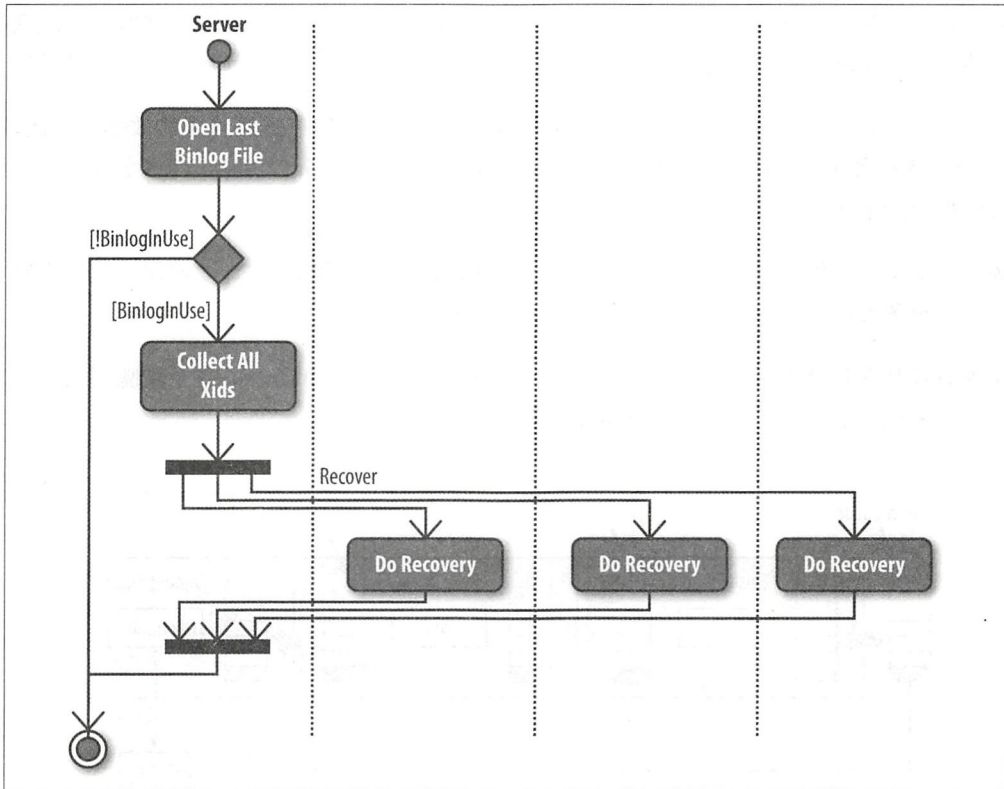 Server
Open Last
Binlog File
[!BinlogInUse]
[BinlogInUse]
Collect All
Xids
Recover
Do Recovery
Do Recovery
Do Recovery